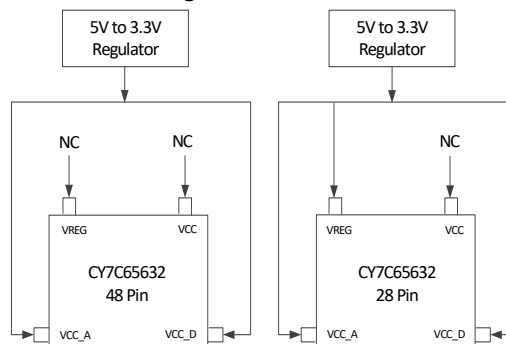 5V to 3.3V
Regulator
NC
NC
VREG
VCC
CY7C65632
48 Pin
VCC_A
VCC_D
5V to 3.3V
Regulator
NC
VREG
VCC
CY7C65632
28 Pin
VCC_A
VCC_D